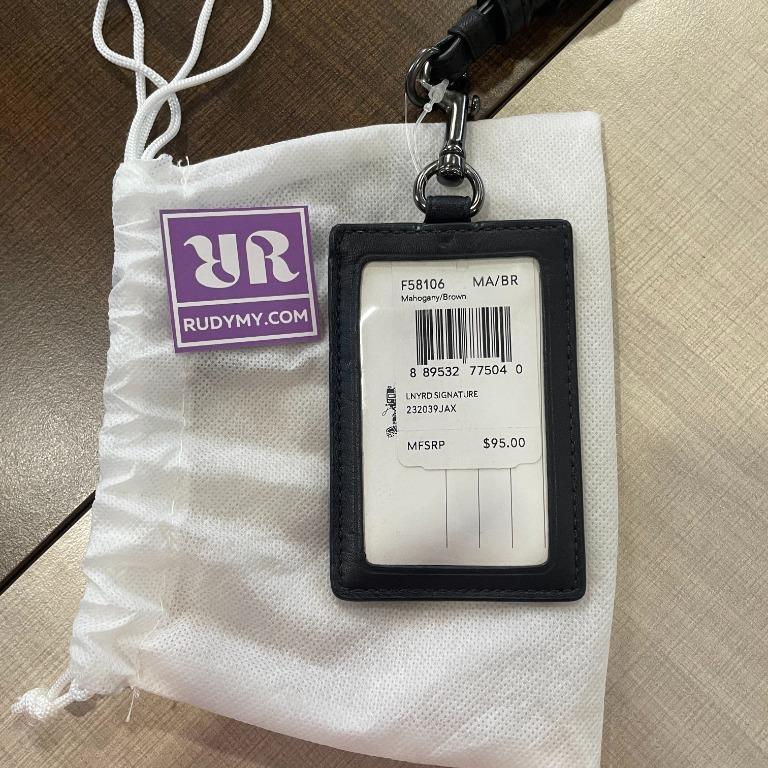 RR
RUDYMY.COM
F58106 MA/BR
Mahogany/Brown
8 89532 77504 0
LNYRD SIGNATURE
232039JAX
MFSRP $95.00